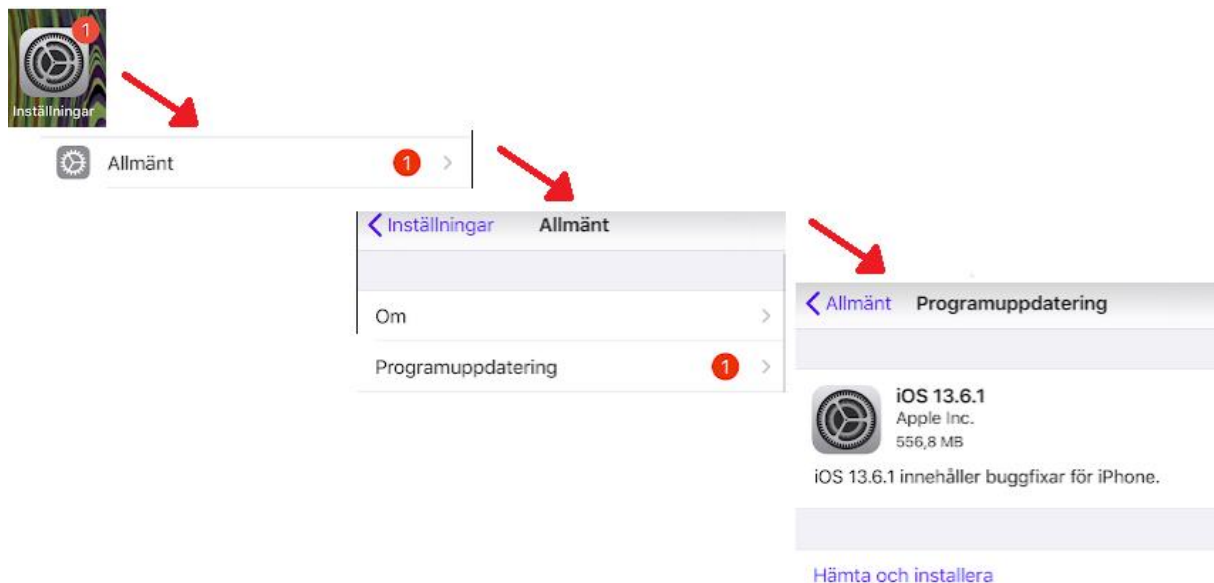 1
Inställningar
Allmänt 1
Inställningar Allmänt
Om
Programuppdatering 1
Allmänt Programuppdatering
iOS 13.6.1
Apple Inc.
556,8 MB
iOS 13.6.1 innehåller buggfixar för iPhone.
Hämta och installera